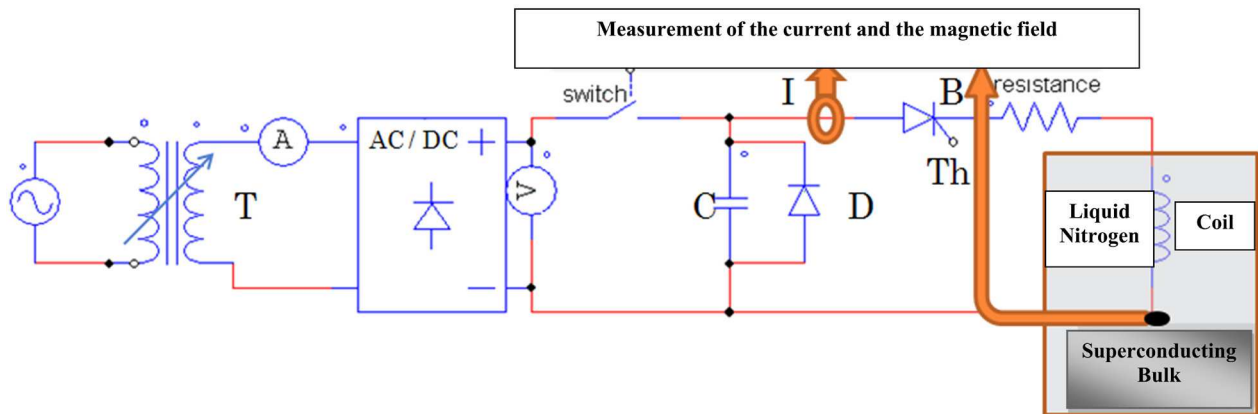 Measurement of the current and the magnetic field
switch
I
B
resistance
A
AC / DC
+
T
V
Th
C
D
Liquid
Nitrogen
Coil
−
Superconducting
Bulk